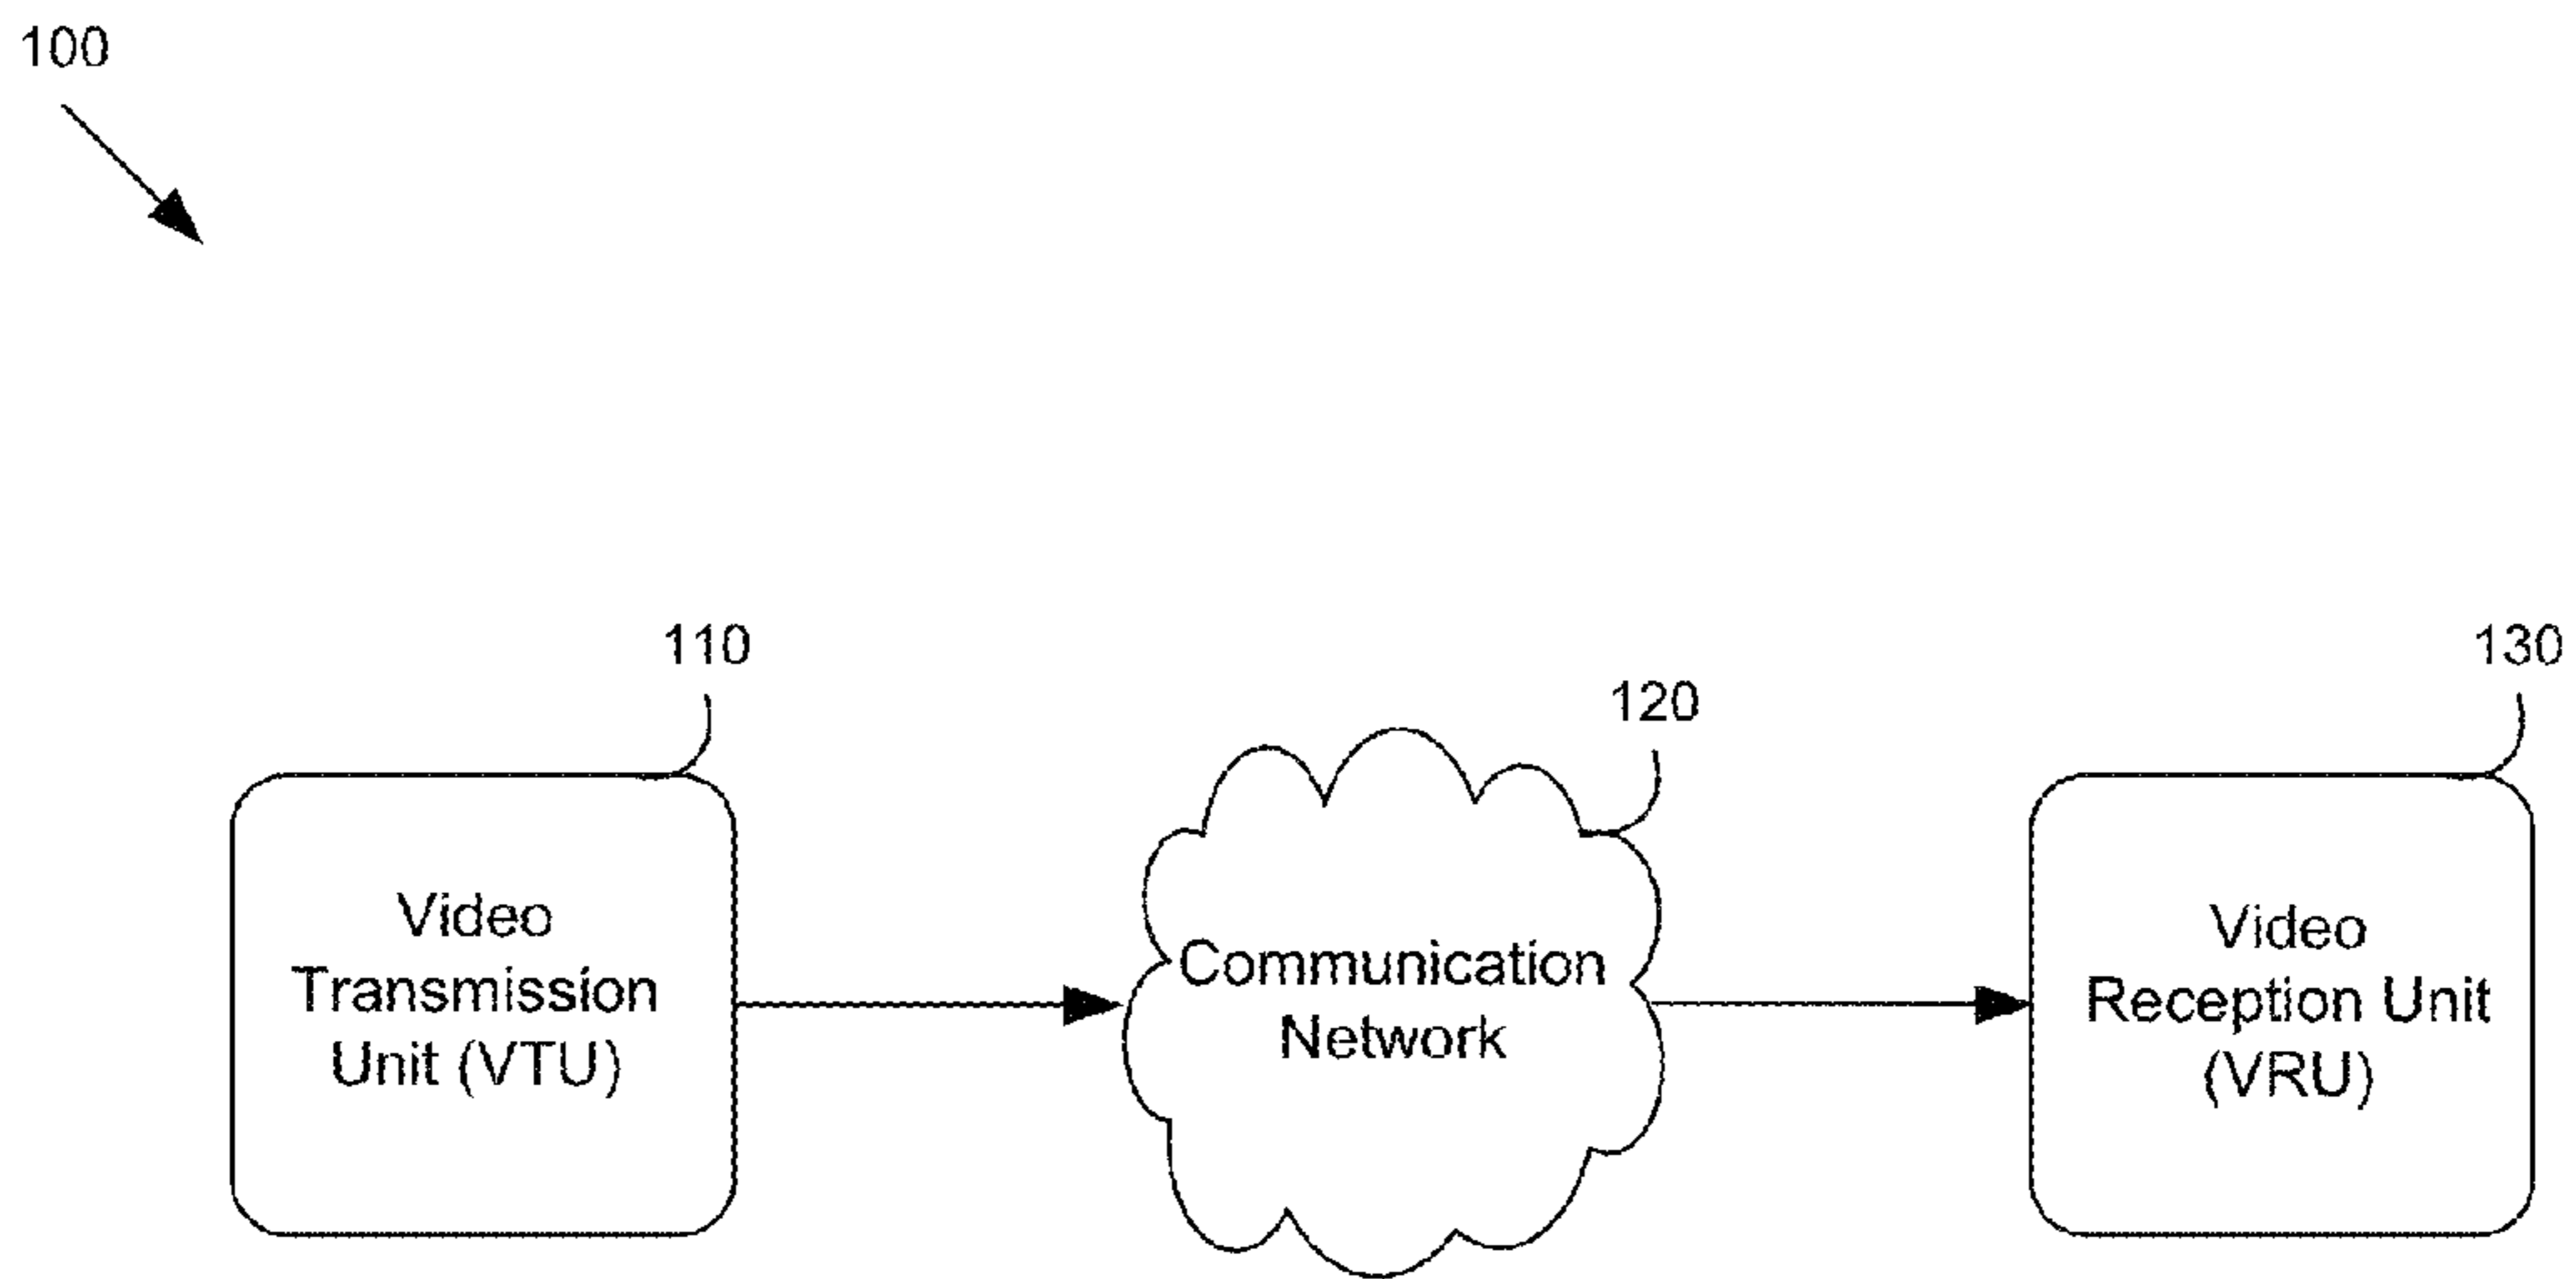 100
110
120
130
Video
Transmission
Unit (VTU)
Communication
Network
Video
Reception Unit
(VRU)